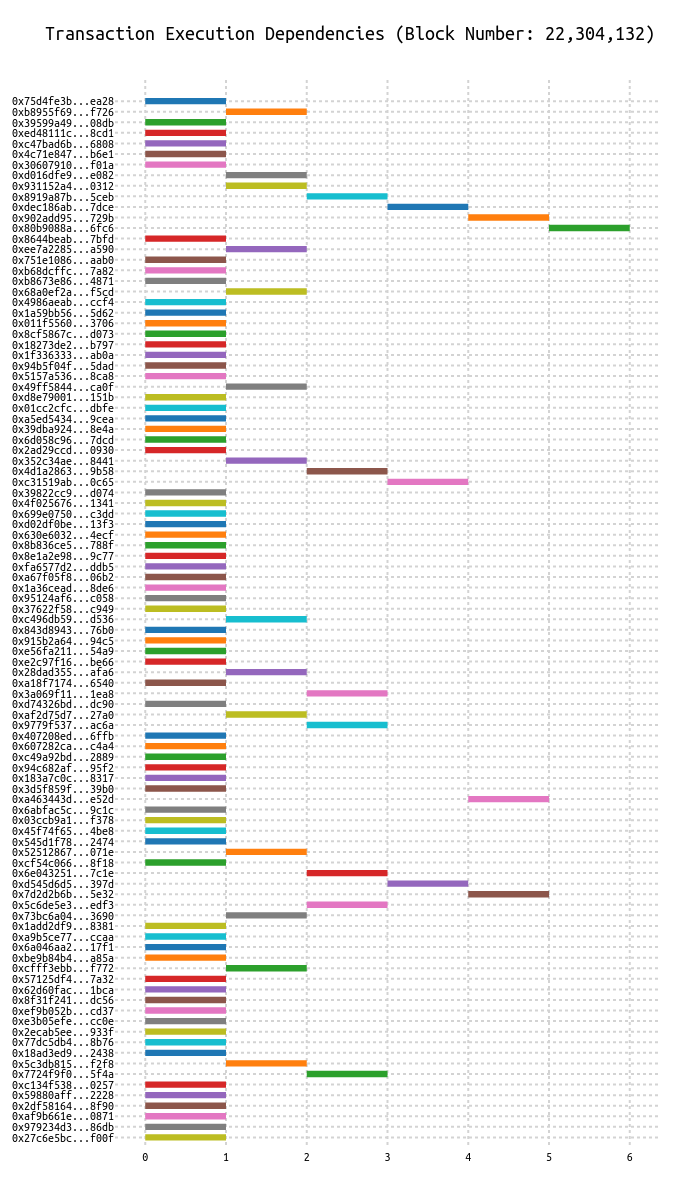 Transaction Execution Dependencies (Block Number: 22,304,132)
0x75d4fe3b...ea28
0xb8955f69...f726
0x39599a49...08db
0xed48111c...8cd1
0xc47bad6b...6808
0x4c71e847...b6e1
0x30607910...f01a
0xd016dfe9...e082
0x931152a4...0312
0x8919a87b...5ceb
0xdec186ab...7dce
0x902add95...729b
0x80b9088a...6fc6
0x8644beab...7bfd
0xee7a2285...a590
0x751e1086...aab0
0xb68dcffc...7a82
0xb8673e86...4871
0x68a0ef2a...f5cd
0x4986aeab...ccf4
0x1a59bb56...5d62
0x011f5560...3706
0x8cf5867c...d073
0x18273de2...b797
0x1f336333...ab0a
0x94b5f04f...5dad
0x5157a536...8ca8
0x49ff5844...ca0f
0xd8e79001...151b
0x01cc2cfc...dbfe
0xa5ed5434...9cea
0x39dba924...8e4a
0x6d058c96...7dcd
0x2ad29ccd...0930
0x352c34ae...8441
0x4d1a2863...9b58
0xc31519ab...0c65
0x39822cc9...d074
0x4f025676...1341
0x699e0750...c3dd
0xd02df0be...13f3
0x630e6032...4ecf
0x8b836ce5...788f
0x8e1a2e98...9c77
0xfa6577d2...ddb5
0xa67f05f8...06b2
0x1a36cead...8de6
0x95124af6...c058
0x37622f58...c949
0xc496db59...d536
0x843d8943...76b0
0x915b2a64...94c5
0xe56fa211...54a9
0xe2c97f16...be66
0x28dad355...afa6
0xa18f7174...6540
0x3a069f11...1ea8
0xd74326bd...dc90
0xaf2d75d7...27a0
0x9779f537...ac6a
0x407208ed...6ffb
0x607282ca...c4a4
0xc49a92bd...2889
0x94c682af...95f2
0x183a7c0c...8317
0x3d5f859f...39b0
0xa463443d...e52d
0x6abfac5c...9c1c
0x03ccb9a1...f378
0x45f74f65...4be8
0x545d1f78...2474
0x52512867...071e
0xcf54c066...8f18
0x6e043251...7c1e
0xd545d6d5...397d
0x7d2d2b6b...5e32
0x5c6de5e3...edf3
0x73bc6a04...3690
0x1add2df9...8381
0xa9b5ce77...ccaa
0x6a046aa2...17f1
0xbe9b84b4...a85a
0xcfff3ebb...f772
0x57125df4...7a32
0x62d60fac...1bca
0x8f31f241...dc56
0xef9b052b...cd37
0xe3b05efe...cc0e
0x2ecab5ee...933f
0x77dc5db4...8b76
0x18ad3ed9...2438
0x5c3db815...f2f8
0x7724f9f0...5f4a
0xc134f538...0257
0x59880aff...2228
0x2df58164...8f90
0xaf9b661e...0871
0x979234d3...86db
0x27c6e5bc...f00f
0 1 2 3 4 5 6